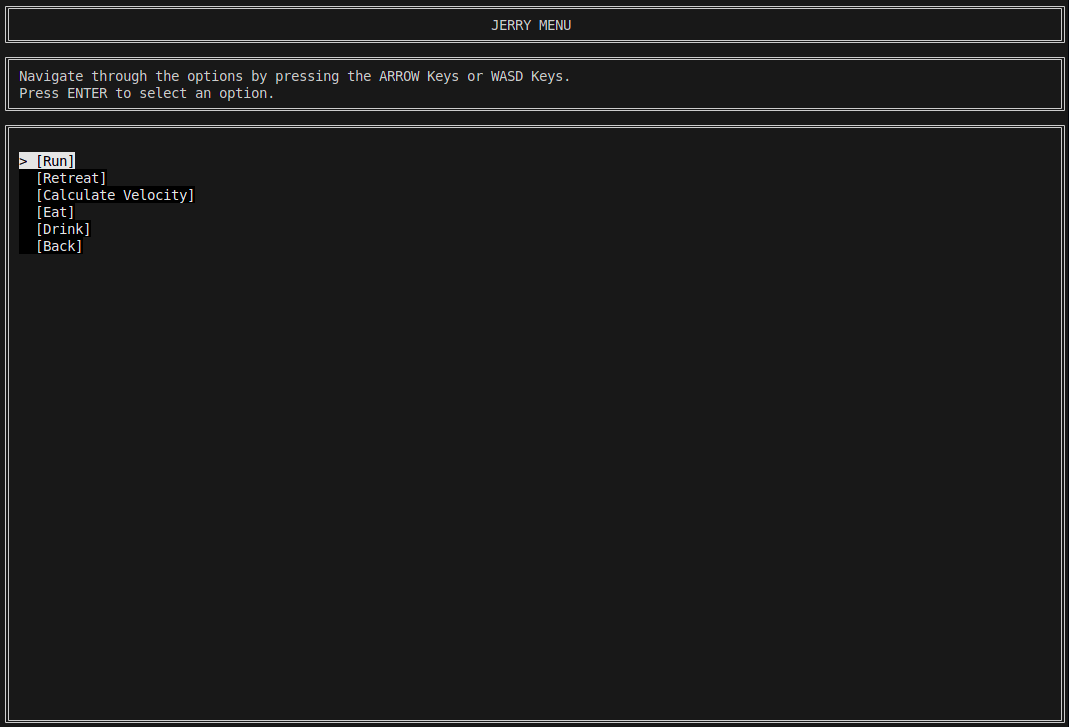 JERRY MENU
Navigate through the options by pressing the ARROW Keys or WASD Keys.
Press ENTER to select an option.
> [Run]
[Retreat]
[Calculate Velocity]
[Eat]
[Drink]
[Back]